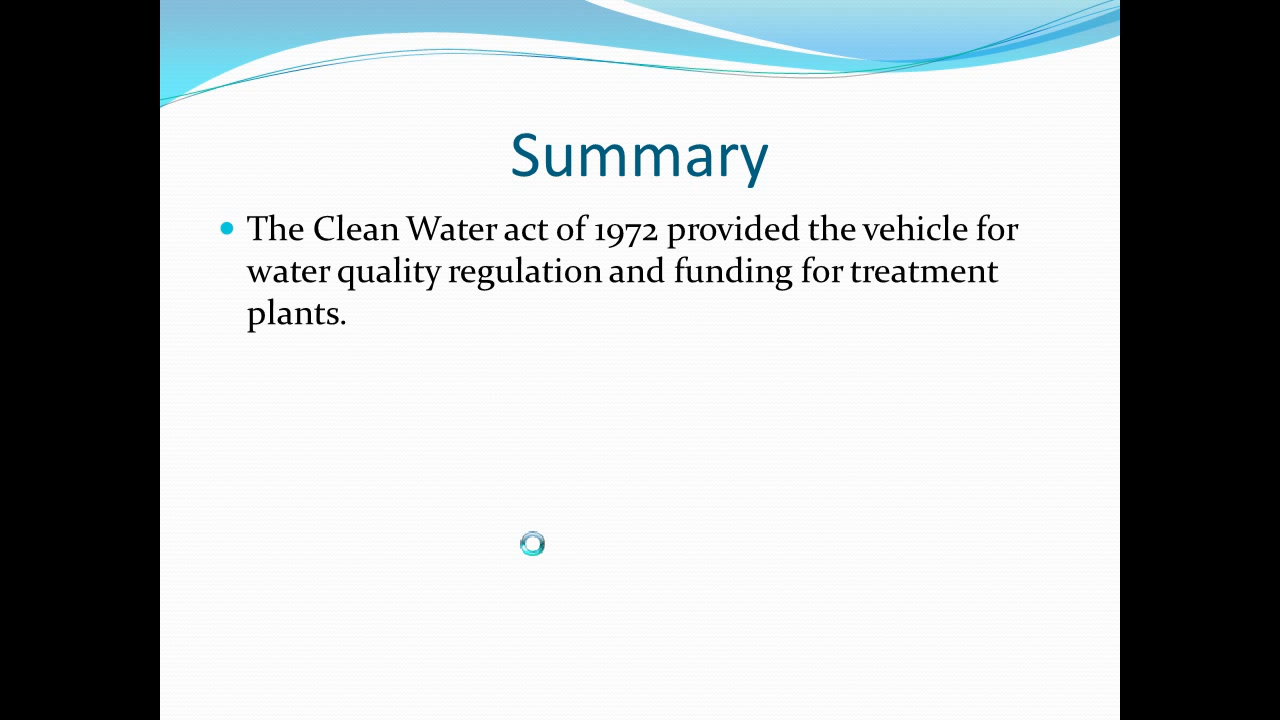 Summary
The Clean Water act of 1972 provided the vehicle for
water quality regulation and funding for treatment
plants.